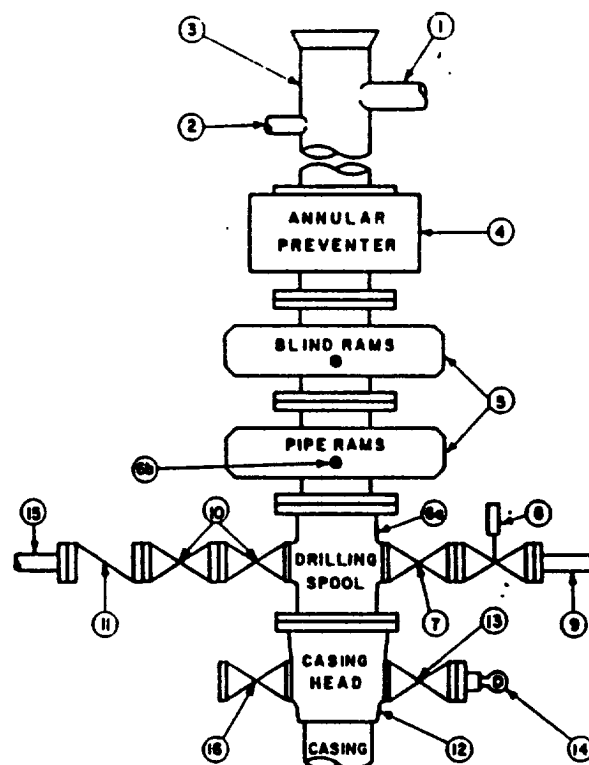 3
1
2
ANNULAR
PREVENTER
4
BLIND RAMS
5
PIPE RAMS
6b
6a
15
10
8
DRILLING
SPOOL
11
7
13
9
CASING
HEAD
16
12
14
CASING